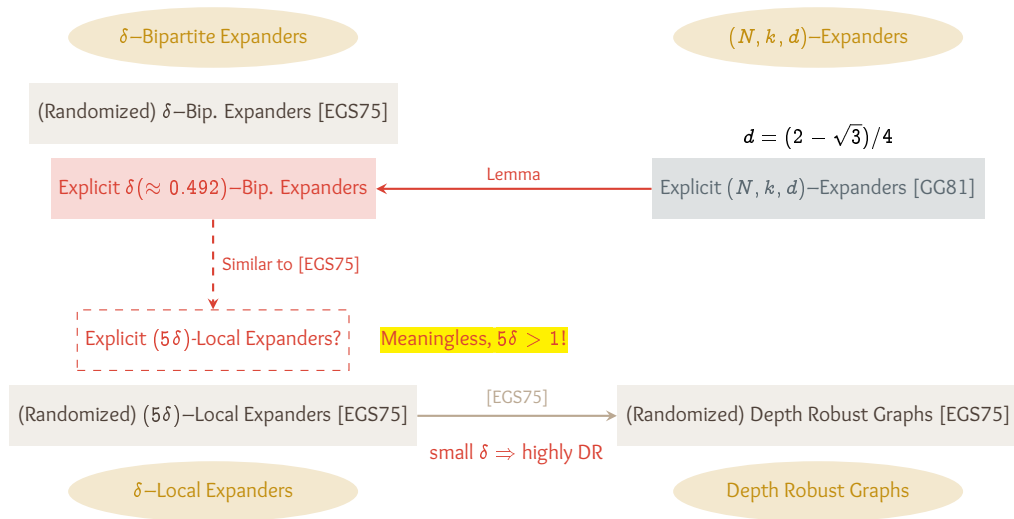 δ–Bipartite Expanders
(N, k, d)–Expanders
(Randomized) δ–Bip. Expanders [EGS75]
d = (2 − √3)/4
Explicit δ(≈ 0.492)–Bip. Expanders
Lemma
Explicit (N, k, d)–Expanders [GG81]
Similar to [EGS75]
Explicit (5δ)-Local Expanders?
Meaningless, 5δ > 1!
(Randomized) (5δ)–Local Expanders [EGS75]
[EGS75]
(Randomized) Depth Robust Graphs [EGS75]
small δ ⇒ highly DR
δ–Local Expanders
Depth Robust Graphs